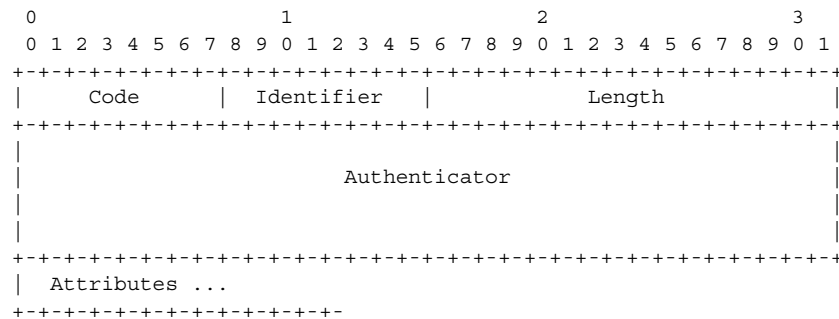 0                   1                   2                   3
 0 1 2 3 4 5 6 7 8 9 0 1 2 3 4 5 6 7 8 9 0 1 2 3 4 5 6 7 8 9 0 1
+-+-+-+-+-+-+-+-+-+-+-+-+-+-+-+-+-+-+-+-+-+-+-+-+-+-+-+-+-+-+-+-+
|     Code      |  Identifier   |            Length             |
+-+-+-+-+-+-+-+-+-+-+-+-+-+-+-+-+-+-+-+-+-+-+-+-+-+-+-+-+-+-+-+-+
|                                                               |
|                         Authenticator                         |
|                                                               |
|                                                               |
+-+-+-+-+-+-+-+-+-+-+-+-+-+-+-+-+-+-+-+-+-+-+-+-+-+-+-+-+-+-+-+-+
|  Attributes ...
+-+-+-+-+-+-+-+-+-+-+-+-+-